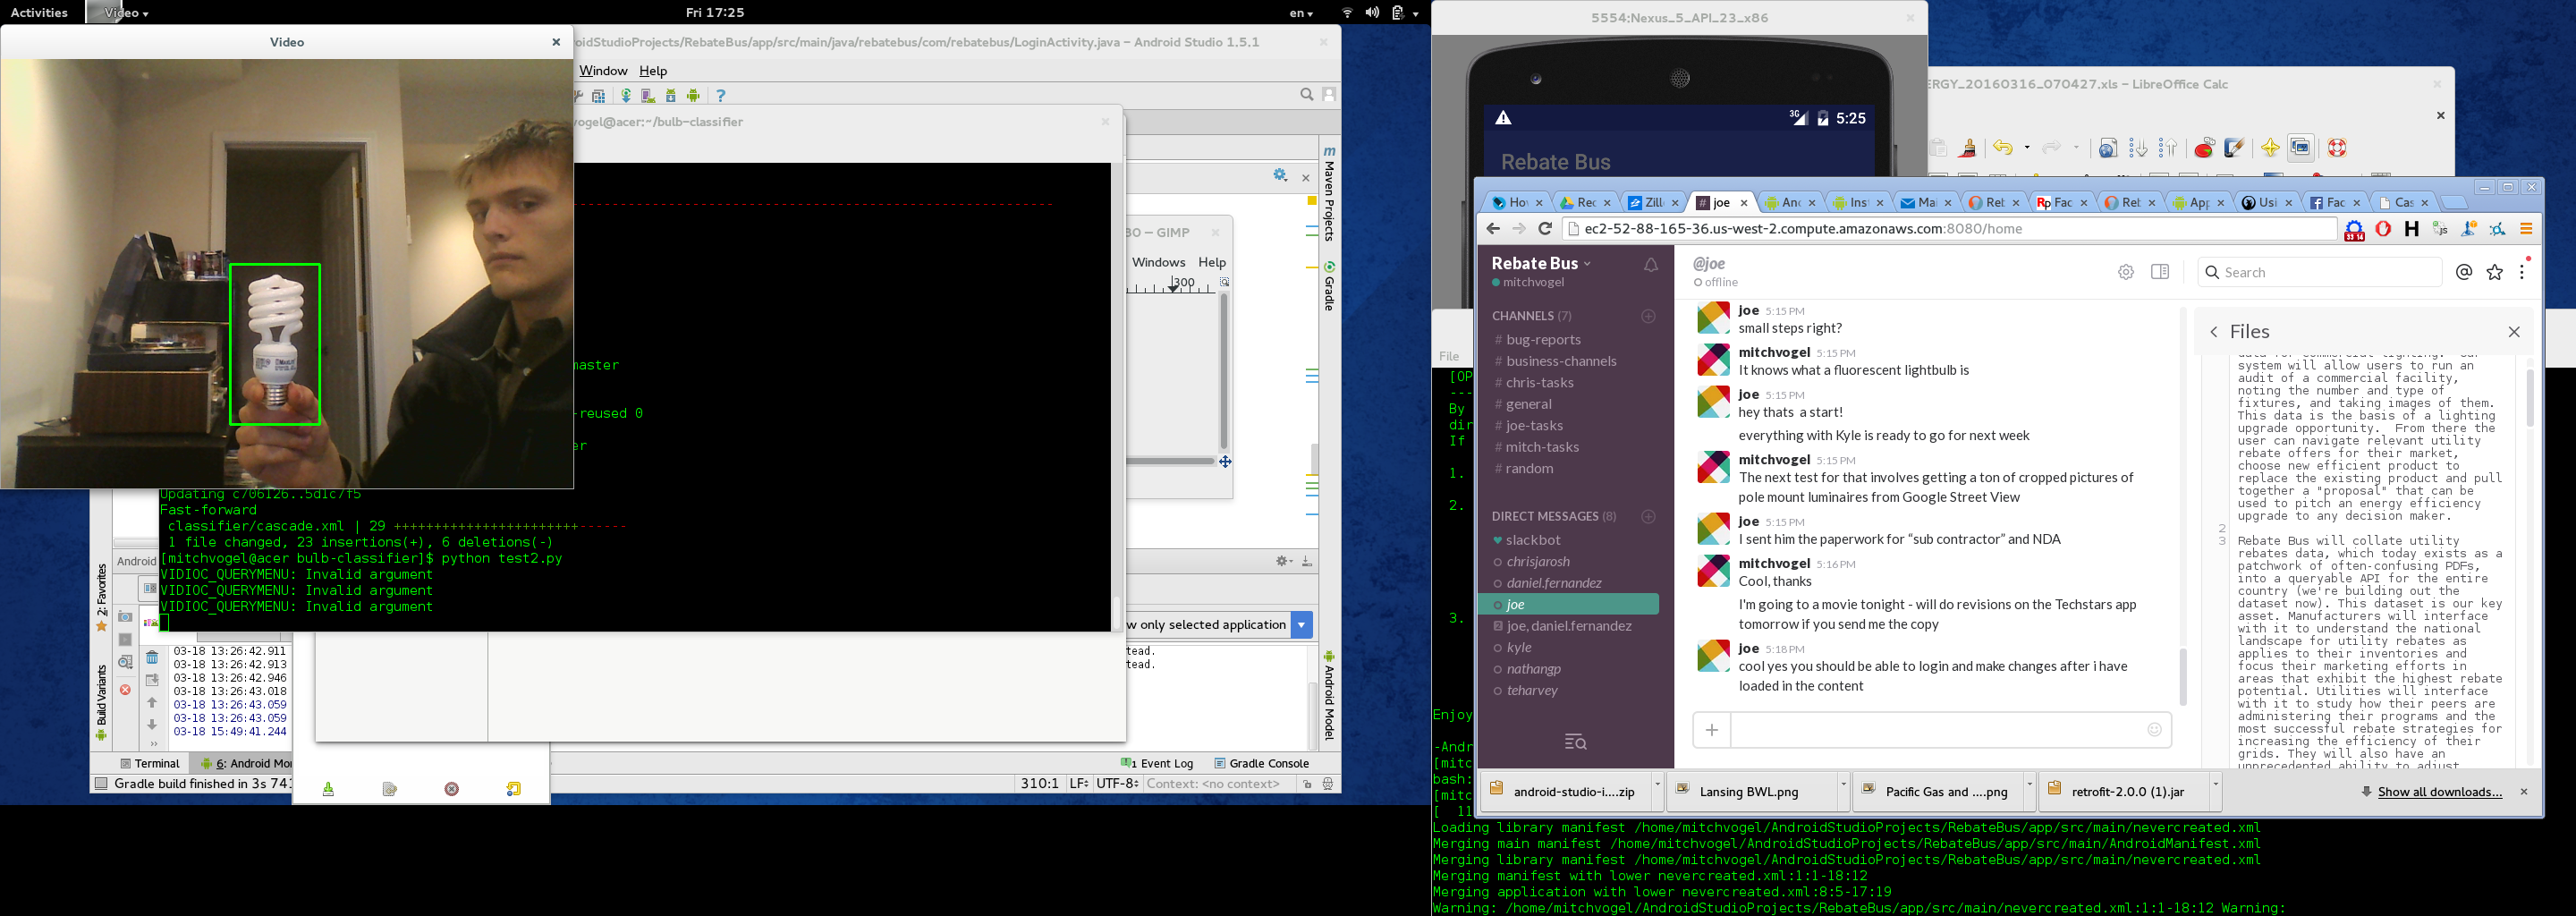 Activities
Video
Fri 17:25
en
Video
oidStudioProjects/RebateBus/app/src/main/java/rebatebus/com/rebatebus/LoginActivity.java – Android Studio 1.5.1
Window Help
vogel@acer:~/bulb-classifier
Maven Projects
Gradle
Android Model
80 – GIMP
Windows Help
300
master
-reused 0
er
Updating c706126..5d1c7f5
Fast-forward
classifier/cascade.xml | 29 +++++++++++++++++++++++------
1 file changed, 23 insertions(+), 6 deletions(-)
[mitchvogel@acer bulb-classifier]$ python test2.py
VIDIOC_QUERYMENU: Invalid argument
VIDIOC_QUERYMENU: Invalid argument
VIDIOC_QUERYMENU: Invalid argument
2: Favorites
Build Variants
Android
w only selected application
03-18 13:26:42.911
03-18 13:26:42.913
03-18 13:26:42.946
03-18 13:26:43.018
03-18 13:26:43.059
03-18 13:26:43.059
03-18 15:49:41.244
tead.
tead.
Terminal
6: Android Mo
1 Event Log
Gradle Console
Gradle build finished in 3s 741
310:1 LF UTF-8 Context: <no context>
5554:Nexus_5_API_23_x86
3G 5:25
Rebate Bus
ERGY_20160316_070427.xls – LibreOffice Calc
How
Rec
Zill
joe
And
Inst
Mai
Reb
Fac
Reb
App
Usi
Fac
Cas
ec2-52-88-165-36.us-west-2.compute.amazonaws.com:8080/home
Rebate Bus
mitchvogel
CHANNELS (7)
# bug-reports
# business-channels
# chris-tasks
# general
# joe-tasks
# mitch-tasks
# random
DIRECT MESSAGES (8)
slackbot
chrisjarosh
daniel.fernandez
joe
2 joe, daniel.fernandez
kyle
nathangp
teharvey
@joe
offline
Search
joe 5:15 PM
small steps right?
mitchvogel 5:15 PM
It knows what a fluorescent lightbulb is
joe 5:15 PM
hey thats a start!
everything with Kyle is ready to go for next week
mitchvogel 5:15 PM
The next test for that involves getting a ton of cropped pictures of
pole mount luminaires from Google Street View
joe 5:15 PM
I sent him the paperwork for “sub contractor” and NDA
mitchvogel 5:16 PM
Cool, thanks
I'm going to a movie tonight - will do revisions on the Techstars app
tomorrow if you send me the copy
joe 5:18 PM
cool yes you should be able to login and make changes after i have
loaded in the content
Files
system will allow users to run an
audit of a commercial facility,
noting the number and type of
fixtures, and taking images of them.
This data is the basis of a lighting
upgrade opportunity. From there the
user can navigate relevant utility
rebate offers for their market,
choose new efficient product to
replace the existing product and pull
together a "proposal" that can be
used to pitch an energy efficiency
upgrade to any decision maker.
2
3 Rebate Bus will collate utility
rebates data, which today exists as a
patchwork of often-confusing PDFs,
into a queryable API for the entire
country (we're building out the
dataset now). This dataset is our key
asset. Manufacturers will interface
with it to understand the national
landscape for utility rebates as
applies to their inventories and
focus their marketing efforts in
areas that exhibit the highest rebate
potential. Utilities will interface
with it to study how their peers are
administering their programs and the
most successful rebate strategies for
increasing the efficiency of their
grids. They will also have an
unprecedented ability to adjust
android-studio-i....zip
Lansing BWL.png
Pacific Gas and ....png
retrofit-2.0.0 (1).jar
Show all downloads...
File
[OP
---
By
dir
If
1.
2.
3.
Enjoy
-Andr
[mitc
bash:
[mitc
[ 11
Loading library manifest /home/mitchvogel/AndroidStudioProjects/RebateBus/app/src/main/nevercreated.xml
Merging main manifest /home/mitchvogel/AndroidStudioProjects/RebateBus/app/src/main/AndroidManifest.xml
Merging library manifest /home/mitchvogel/AndroidStudioProjects/RebateBus/app/src/main/nevercreated.xml
Merging manifest with lower nevercreated.xml:1:1-18:12
Merging application with lower nevercreated.xml:8:5-17:19
Warning: /home/mitchvogel/AndroidStudioProjects/RebateBus/app/src/main/nevercreated.xml:1:1-18:12 Warning: